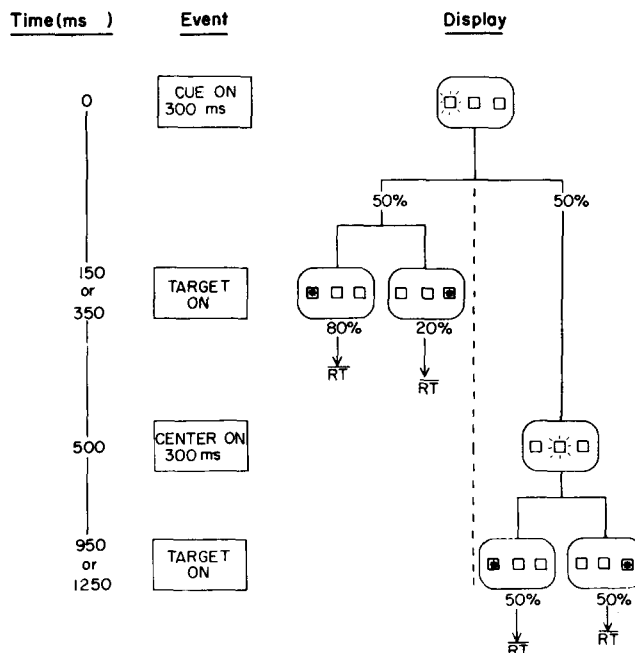 Time(ms ) Event Display
0
CUE ON
300 ms
50% 50%
150
or
350
TARGET
ON
80% 20%
RT RT
500
CENTER ON
300 ms
950
or
1250
TARGET
ON
50% 50%
RT RT